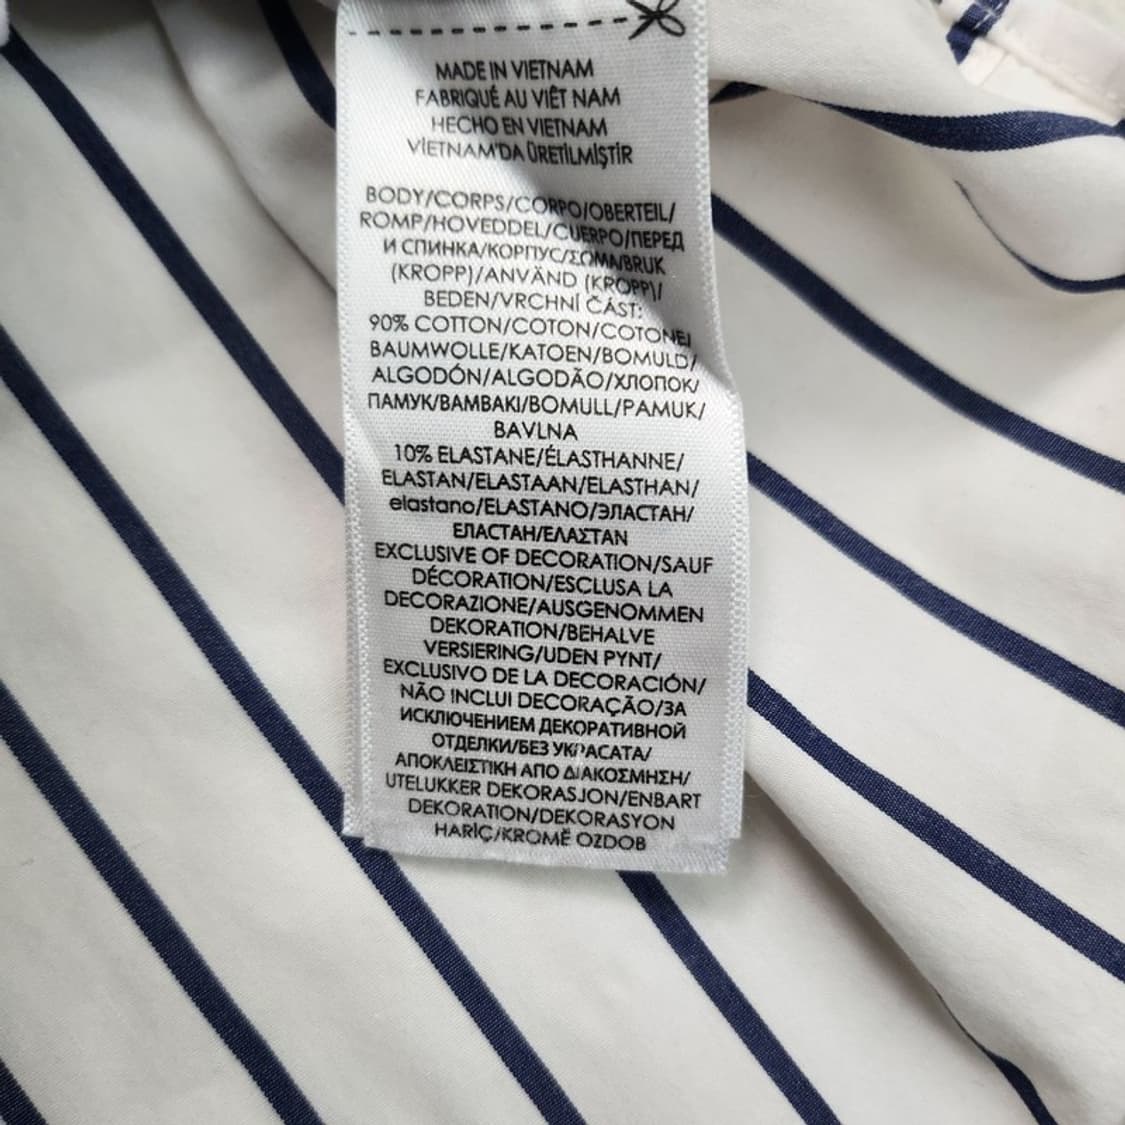 MADE IN VIETNAM
FABRIQUÉ AU VIÊT NAM
HECHO EN VIETNAM
VİETNAM'DA ÜRETİLMİŞTİR
BODY/CORPS/CORPO/OBERTEIL/
ROMP/HOVEDDEL/CUERPO/ПЕРЕД
И СПИНКА/КОРПУС/ΣΩΜΑ/BRUK
(KROPP)/ANVÄND (KROPP)/
BEDEN/VRCHNÍ ČÁST:
90% COTTON/COTON/COTONE/
BAUMWOLLE/KATOEN/BOMULD/
ALGODÓN/ALGODÃO/ХЛОПОК/
ПАМУК/ΒΑΜΒΑΚΙ/BOMULL/PAMUK/
BAVLNA
10% ELASTANE/ÉLASTHANNE/
ELASTAN/ELASTAAN/ELASTHAN/
elastano/ELASTANO/ЭЛАСТАН/
ЕЛАСТАН/ΕΛΑΣΤΑΝ
EXCLUSIVE OF DECORATION/SAUF
DÉCORATION/ESCLUSA LA
DECORAZIONE/AUSGENOMMEN
DEKORATION/BEHALVE
VERSIERING/UDEN PYNT/
EXCLUSIVO DE LA DECORACIÓN/
NÃO INCLUI DECORAÇÃO/ЗА
ИСКЛЮЧЕНИЕМ ДЕКОРАТИВНОЙ
ОТДЕЛКИ/БЕЗ УКРАСАТА/
ΑΠΟΚΛΕΙΣΤΙΚΗ ΑΠΟ ΔΙΑΚΟΣΜΗΣΗ/
UTELUKKER DEKORASJON/ENBART
DEKORATION/DEKORASYON
HARİÇ/KROMĚ OZDOB